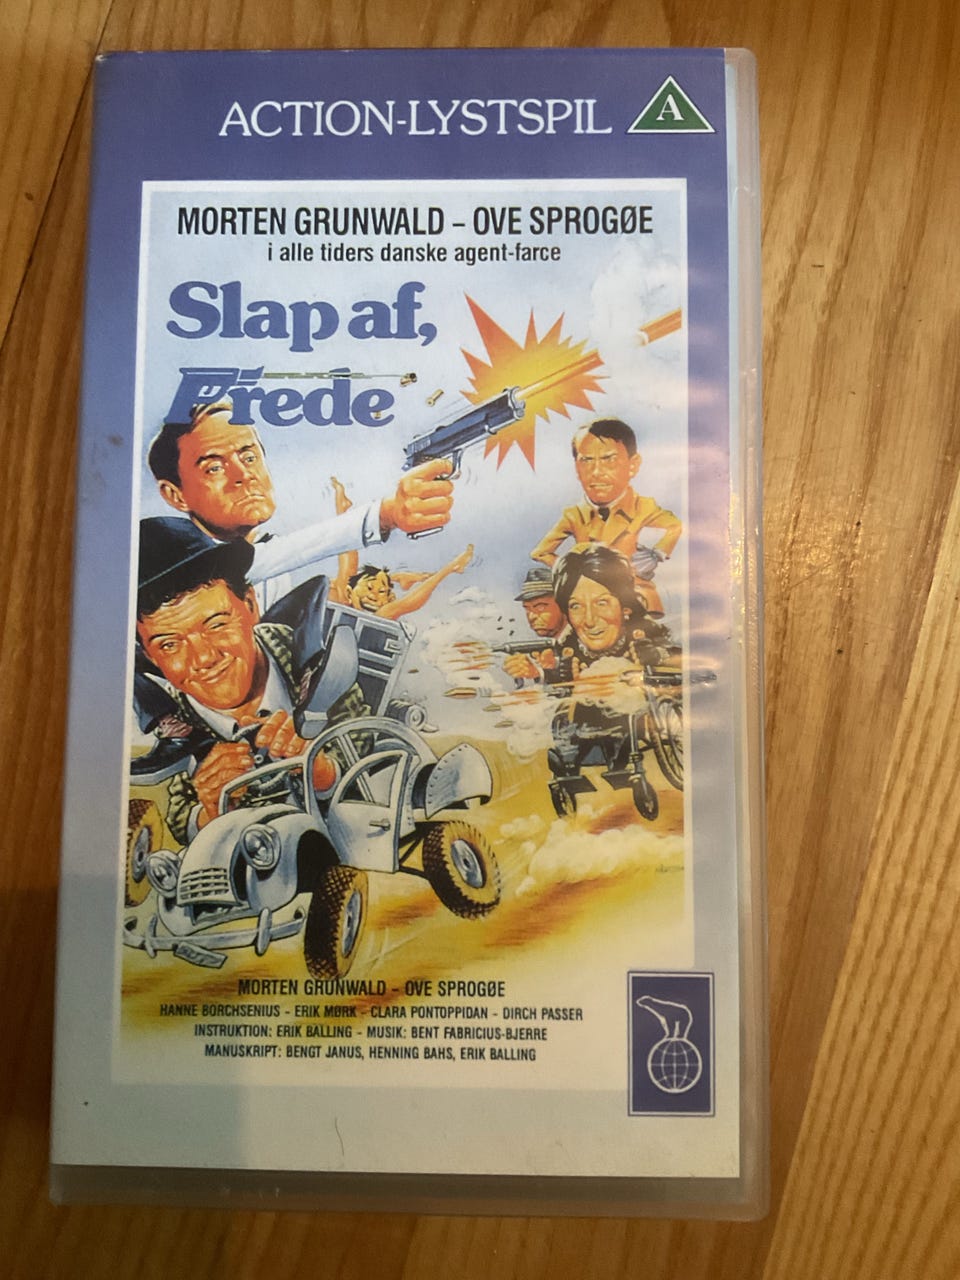 ACTION-LYSTSPIL A
MORTEN GRUNWALD – OVE SPROGØE
i alle tiders danske agent-farce
Slap af,
Frede
MORTEN GRUNWALD - OVE SPROGØE
HANNE BORCHSENIUS - ERIK MØRK - CLARA PONTOPPIDAN - DIRCH PASSER
INSTRUKTION: ERIK BALLING - MUSIK: BENT FABRICIUS-BJERRE
MANUSKRIPT: BENGT JANUS, HENNING BAHS, ERIK BALLING